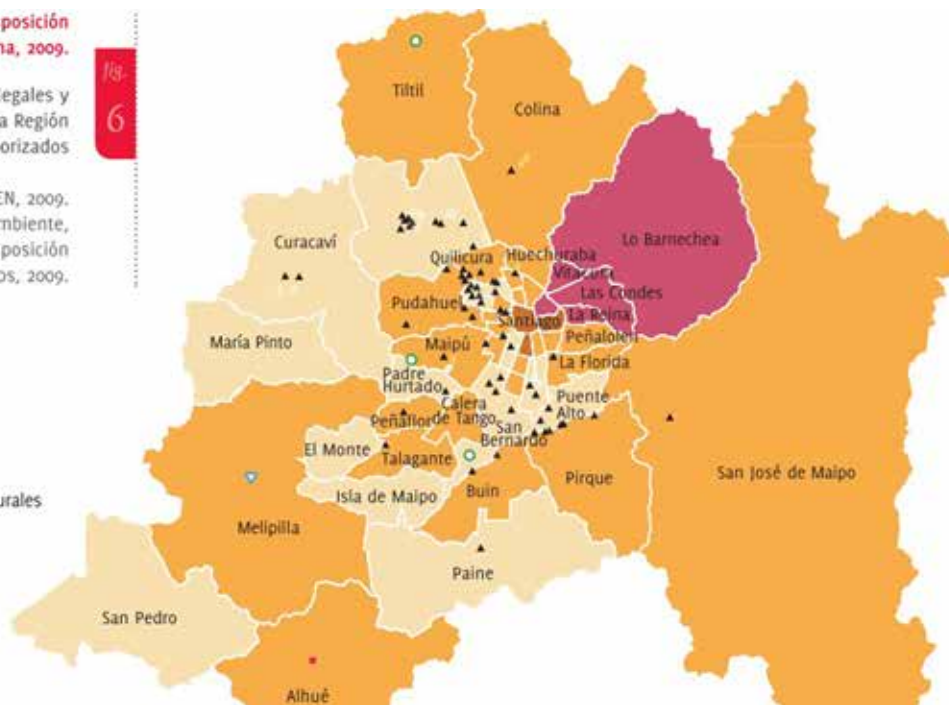 posición
na, 2009.
fig.
6
legales y
a Región
orizados
EN, 2009.
mbiente,
posición
os, 2009.
urales
Tiltil
Colina
Lo Barnechea
Curacaví
Quilicura
Huechuraba
Vitacura
Las Condes
Pudahuel
Santiago
La Reina
María Pinto
Maipú
Peñalolén
La Florida
Padre
Hurtado
Calera
de Tango
Puente
Alto
Peñaflor
San
Bernardo
El Monte
Talagante
San José de Maipo
Isla de Maipo
Buin
Pirque
Melipilla
Paine
San Pedro
Alhué